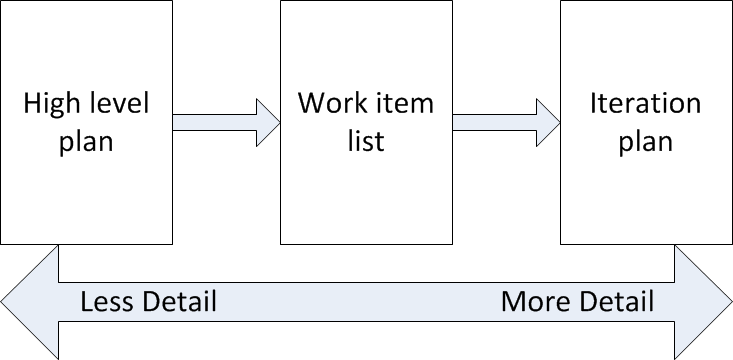 High level
plan
Work item
list
Iteration
plan
Less Detail
More Detail